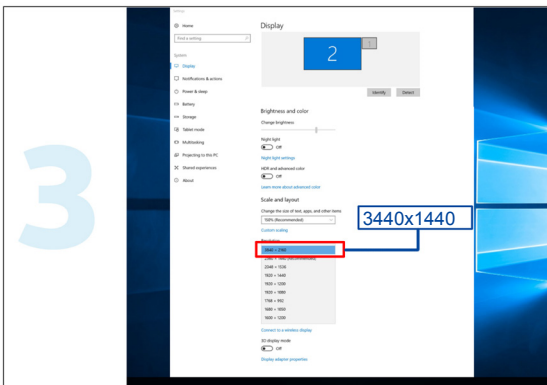 3
Home
Display
Find a setting
2
1
System
Display
Notifications & actions
Power & sleep
Identify
Detect
Battery
Brightness and color
Storage
Change brightness
Tablet mode
Night light
Multitasking
Off
Projecting to this PC
Night light settings
Shared experiences
HDR and advanced color
Off
About
Learn more about advanced color
Scale and layout
Change the size of text, apps, and other items
100% (Recommended)
3440x1440
Custom scaling
Resolution
2048 × 1536
1920 × 1440
1920 × 1200
1920 × 1080
1768 × 992
1680 × 1050
1600 × 1200
Connect to a wireless display
3D display mode
Off
Display adapter properties